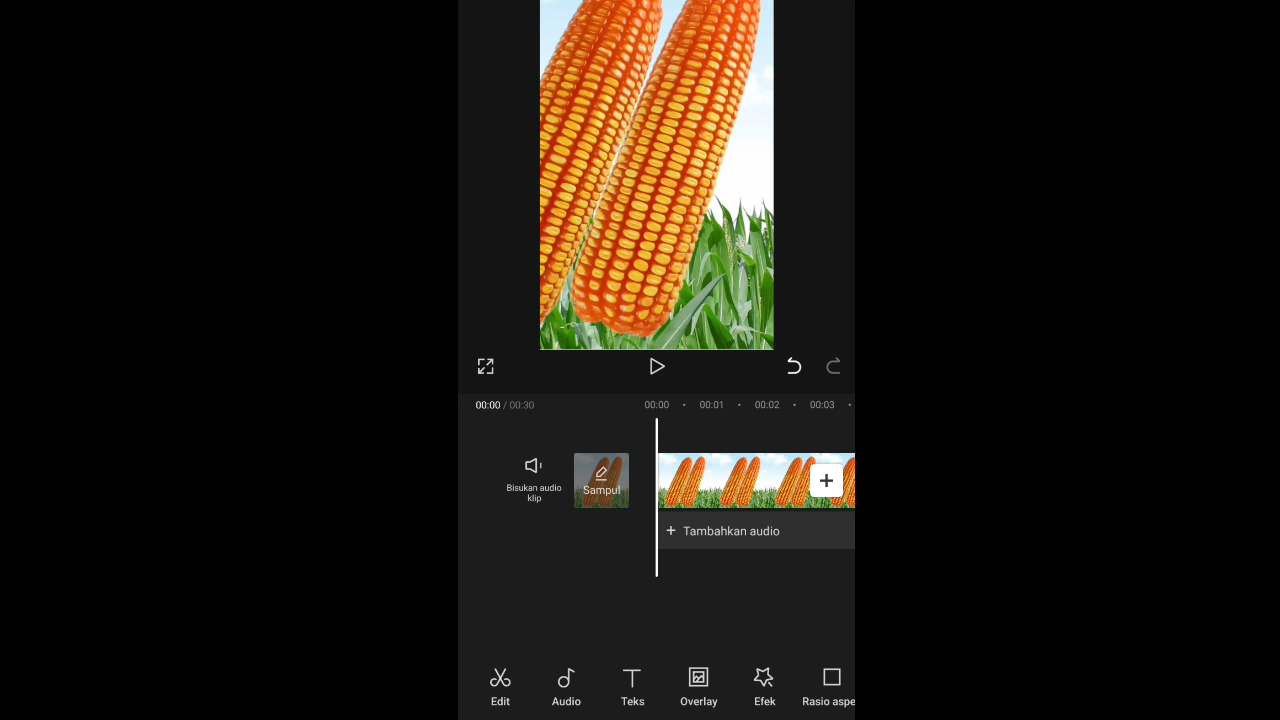 00:00 / 00:30
00:00 00:01 00:02 00:03
Bisukan audio
klip
Sampul
Tambahkan audio
Edit Audio Teks Overlay Efek Rasio aspe